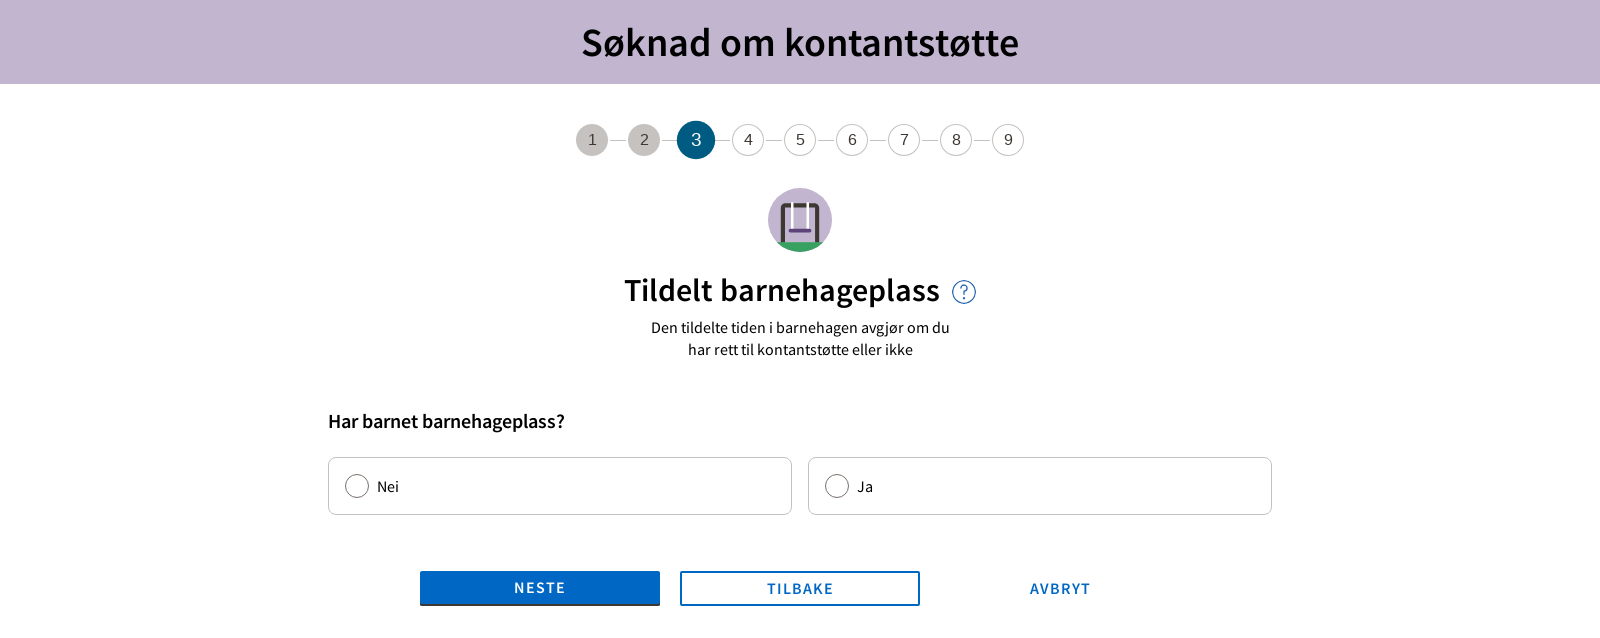 Søknad om kontantstøtte
1 2 3 4 5 6 7 8 9
Tildelt barnehageplass ?
Den tildelte tiden i barnehagen avgjør om du
har rett til kontantstøtte eller ikke
Har barnet barnehageplass?
Nei Ja
NESTE TILBAKE AVBRYT